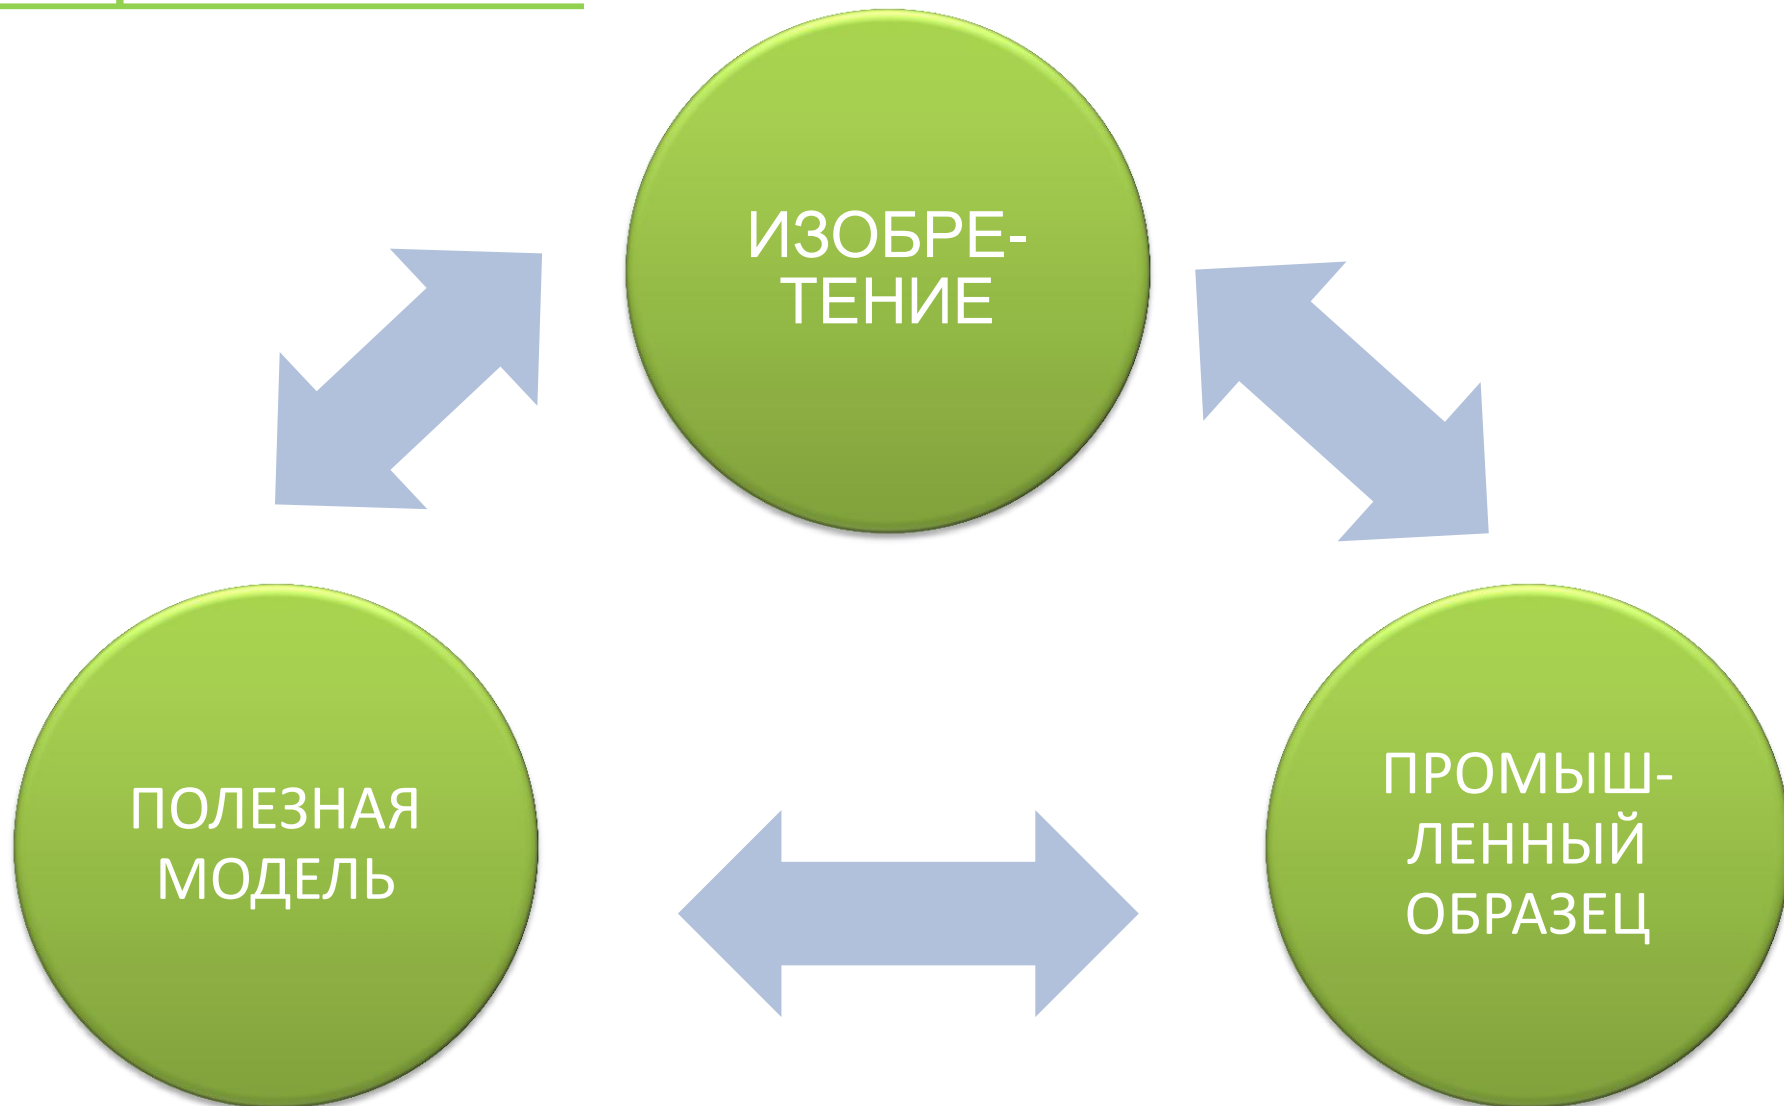 ИЗОБРЕ-
ТЕНИЕ
ПОЛЕЗНАЯ
МОДЕЛЬ
ПРОМЫШ-
ЛЕННЫЙ
ОБРАЗЕЦ